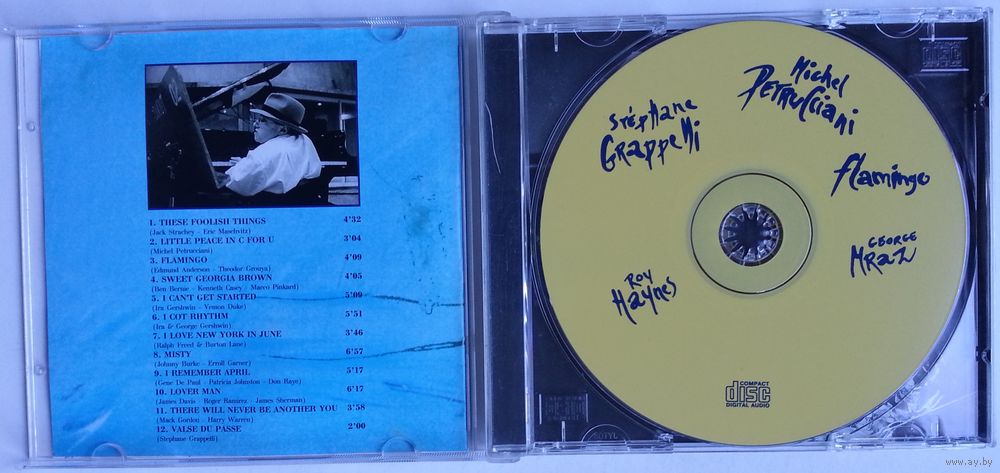 1. THESE FOOLISH THINGS 4'32
(Jack Strachey - Eric Maschvitz)
2. LITTLE PEACE IN C FOR U 3'04
(Michel Petrucciani)
3. FLAMINGO 4'09
(Edmund Anderson - Theodor Grouya)
4. SWEET GEORGIA BROWN 4'05
(Ben Bernue - Kenneth Casey - Marco Pinkard)
5. I CAN'T GET STARTED 5'09
(Ira Gershwin - Vernon Duke)
6. I COT RHYTHM 5'51
(Ira & George Gershwin)
7. I LOVE NEW YORK IN JUNE 3'46
(Ralph Freed & Burton Lane)
8. MISTY 6'57
(Johnny Burke - Erroll Garner)
9. I REMEMBER APRIL 5'17
(Gene De Paul - Patricia Johnston - Don Raye)
10. LOVER MAN 6'17
(James Davis - Roger Ramirez - James Sherman)
11. THERE WILL NEVER BE ANOTHER YOU 3'58
(Mack Gordon - Harry Warren)
12. VALSE DU PASSE 2'00
(Stephane Grappelli)
StépHane
GrappellI
Michel
PETRUCCiani
flamingo
GEORGE
MRaZ
ROY
Haynes
COMPACT
disc
DIGITAL AUDIO
www.ay.by